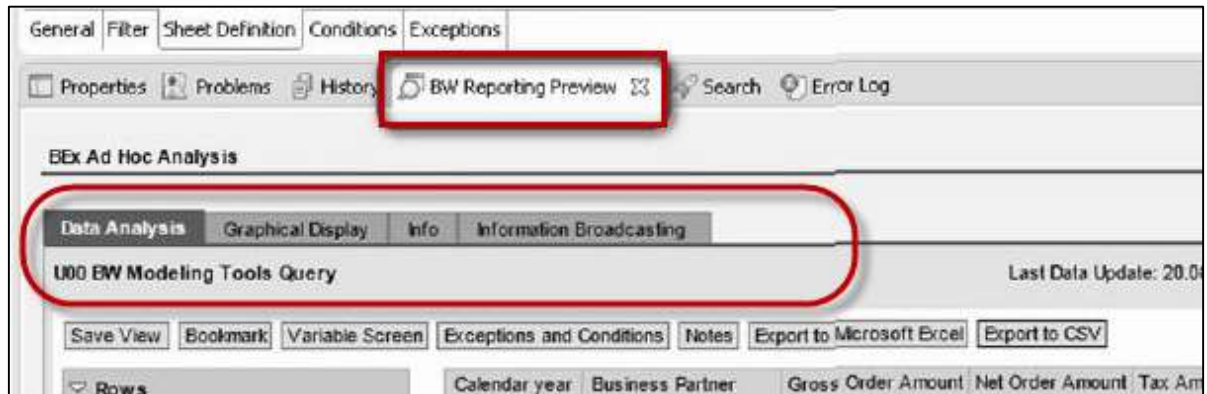 General Filter Sheet Definition Conditions Exceptions
Properties Problems History BW Reporting Preview Search Error Log
BEx Ad Hoc Analysis
Data Analysis Graphical Display Info Information Broadcasting
U00 BW Modeling Tools Query Last Data Update: 20.0
Save View Bookmark Variable Screen Exceptions and Conditions Notes Export to Microsoft Excel Export to CSV
Rows Calendar year Business Partner Gross Order Amount Net Order Amount Tax Am